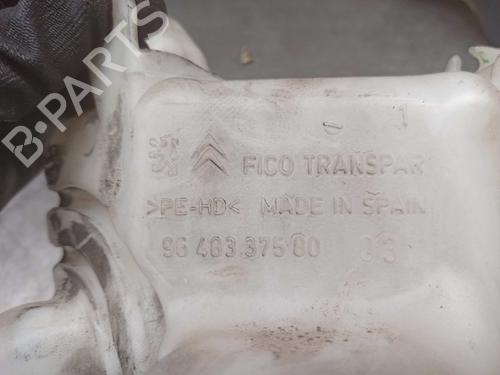 B-PARTS
FICO TRANSPAR
>PE-HD< MADE IN SPAIN
96 463 375 80